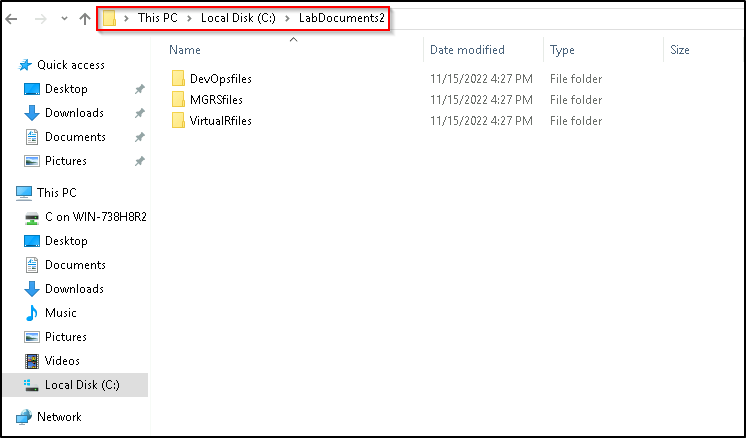 This PC > Local Disk (C:) > LabDocuments2
Name Date modified Type Size
Quick access
Desktop
Downloads
Documents
Pictures
This PC
C on WIN-738H8R2
Desktop
Documents
Downloads
Music
Pictures
Videos
Local Disk (C:)
Network
DevOpsfiles 11/15/2022 4:27 PM File folder
MGRSfiles 11/15/2022 4:27 PM File folder
VirtualRfiles 11/15/2022 4:27 PM File folder